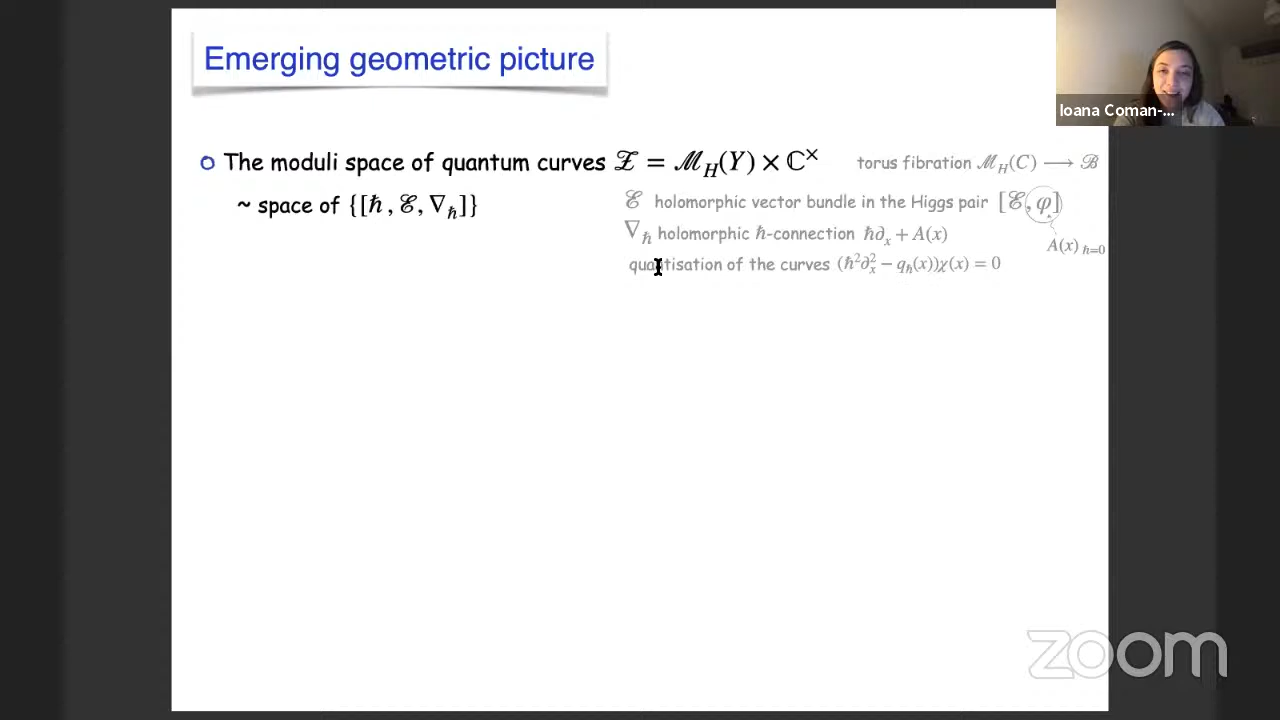 Emerging geometric picture
Ioana Coman-...
The moduli space of quantum curves 𝒵 = ℳ_H(Y) × ℂ^× torus fibration ℳ_H(C) ⟶ ℬ
~ space of {[ħ, ℰ, ∇_ħ]} ℰ holomorphic vector bundle in the Higgs pair [ℰ, φ]
∇_ħ holomorphic ħ-connection ħ∂_x + A(x)
A(x)_{ħ=0}
quantisation of the curves (ħ²∂_x² − q_ħ(x))χ(x) = 0
zoom